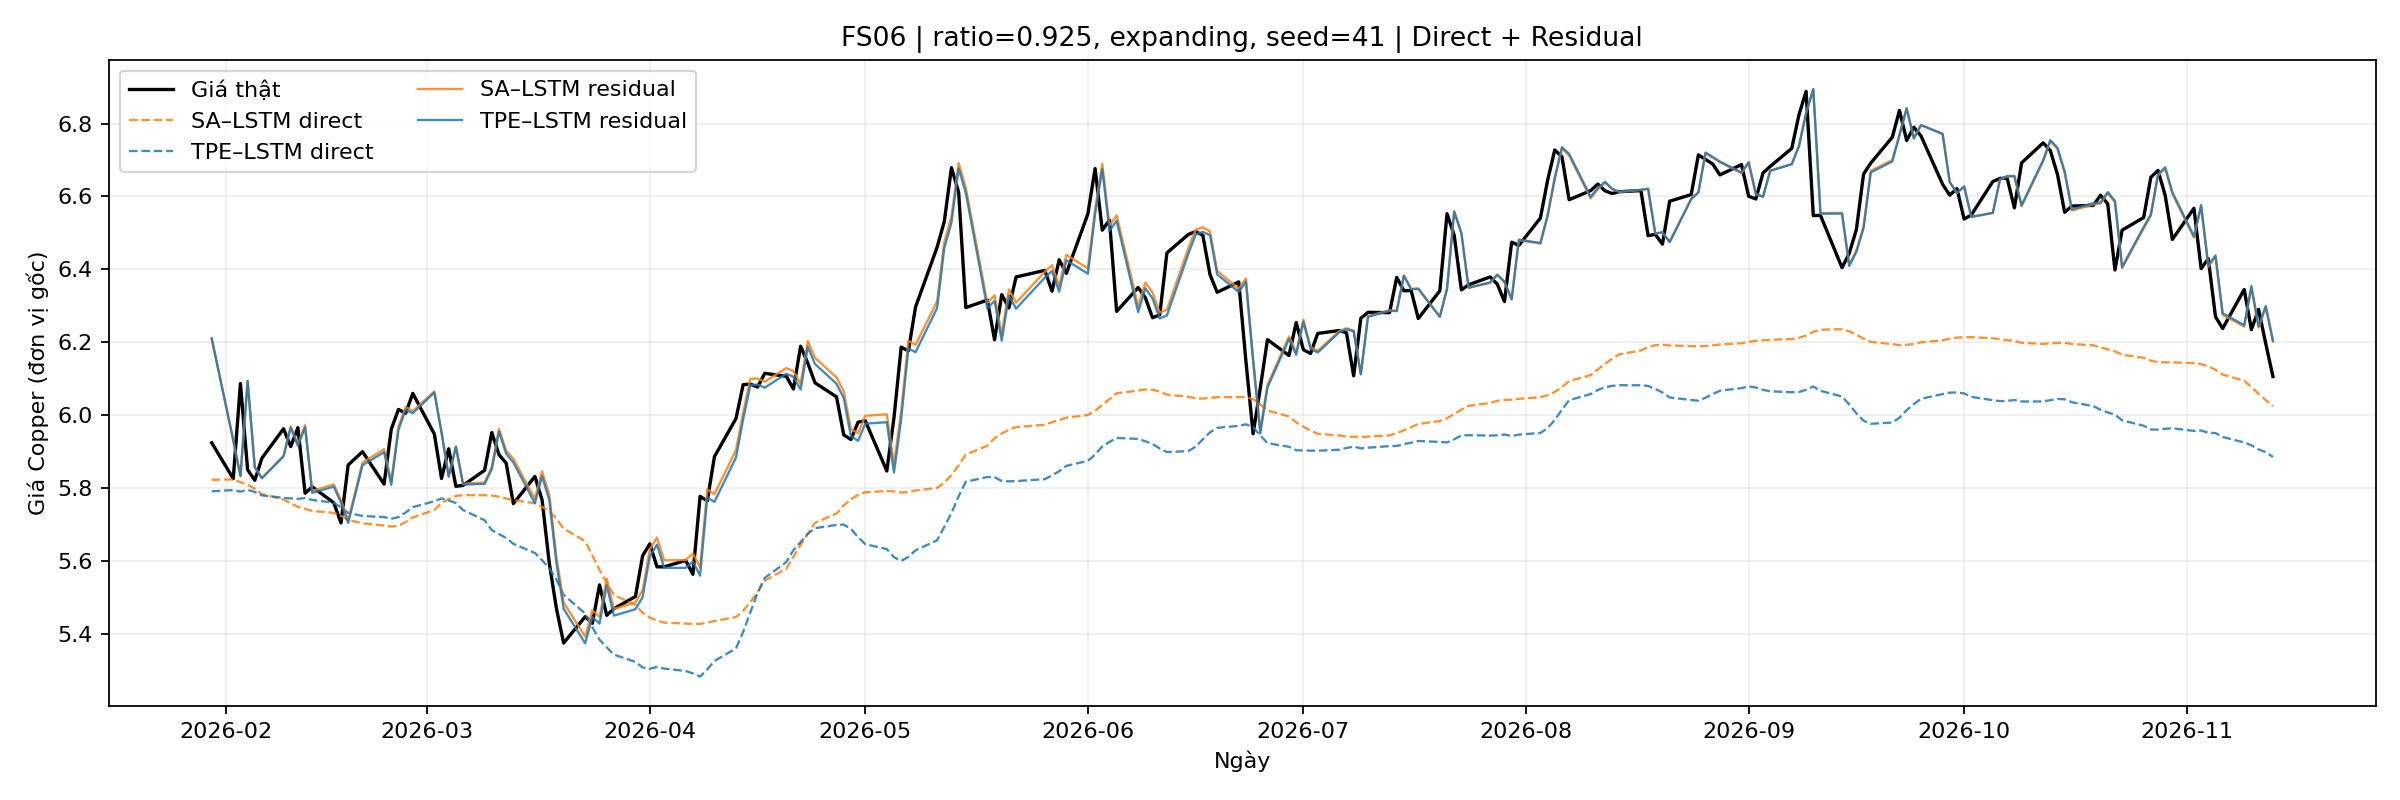 FS06 | ratio=0.925, expanding, seed=41 | Direct + Residual
Giá thật
SA–LSTM direct
TPE–LSTM direct
SA–LSTM residual
TPE–LSTM residual
Giá Copper (đơn vị gốc)
6.8
6.6
6.4
6.2
6.0
5.8
5.6
5.4
2026-02 2026-03 2026-04 2026-05 2026-06 2026-07 2026-08 2026-09 2026-10 2026-11
Ngày